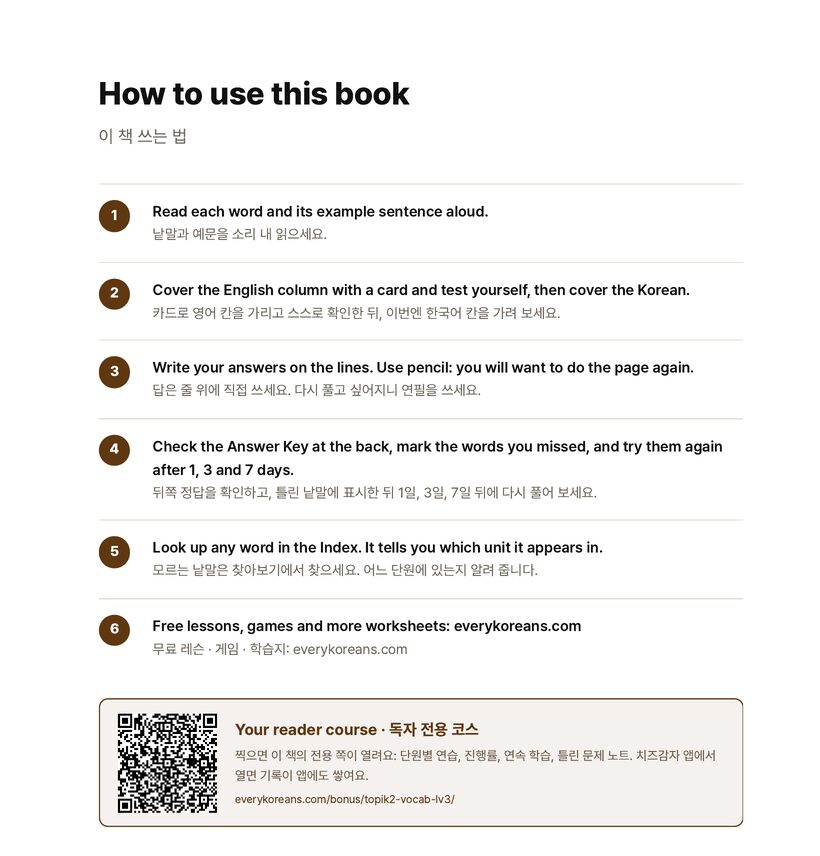 How to use this book
이 책 쓰는 법
1
Read each word and its example sentence aloud.
낱말과 예문을 소리 내 읽으세요.
2
Cover the English column with a card and test yourself, then cover the Korean.
카드로 영어 칸을 가리고 스스로 확인한 뒤, 이번엔 한국어 칸을 가려 보세요.
3
Write your answers on the lines. Use pencil: you will want to do the page again.
답은 줄 위에 직접 쓰세요. 다시 풀고 싶어지니 연필을 쓰세요.
4
Check the Answer Key at the back, mark the words you missed, and try them again
after 1, 3 and 7 days.
뒤쪽 정답을 확인하고, 틀린 낱말에 표시한 뒤 1일, 3일, 7일 뒤에 다시 풀어 보세요.
5
Look up any word in the Index. It tells you which unit it appears in.
모르는 낱말은 찾아보기에서 찾으세요. 어느 단원에 있는지 알려 줍니다.
6
Free lessons, games and more worksheets: everykoreans.com
무료 레슨 · 게임 · 학습지: everykoreans.com
Your reader course · 독자 전용 코스
찍으면 이 책의 전용 쪽이 열려요: 단원별 연습, 진행률, 연속 학습, 틀린 문제 노트. 치즈감자 앱에서
열면 기록이 앱에도 쌓여요.
everykoreans.com/bonus/topik2-vocab-lv3/